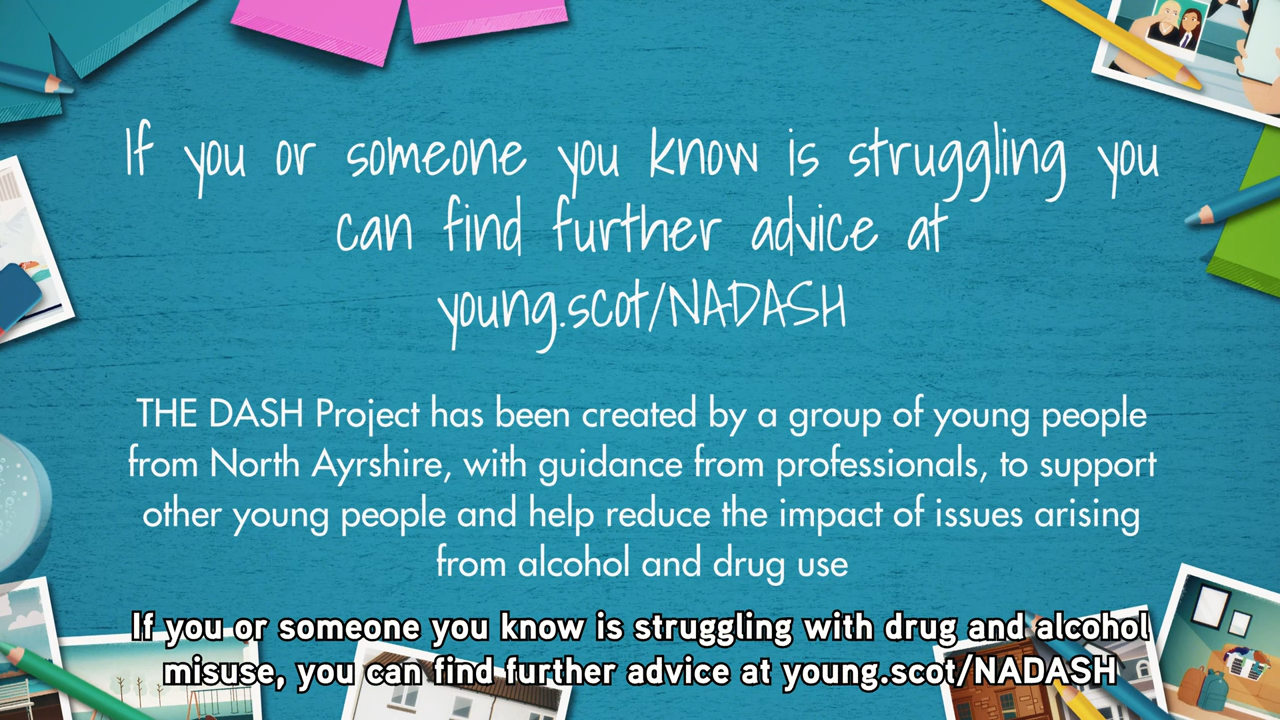 If you or someone you know is struggling you
can find further advice at
young.scot/NADASH
THE DASH Project has been created by a group of young people
from North Ayrshire, with guidance from professionals, to support
other young people and help reduce the impact of issues arising
from alcohol and drug use
If you or someone you know is struggling with drug and alcohol
misuse, you can find further advice at young.scot/NADASH